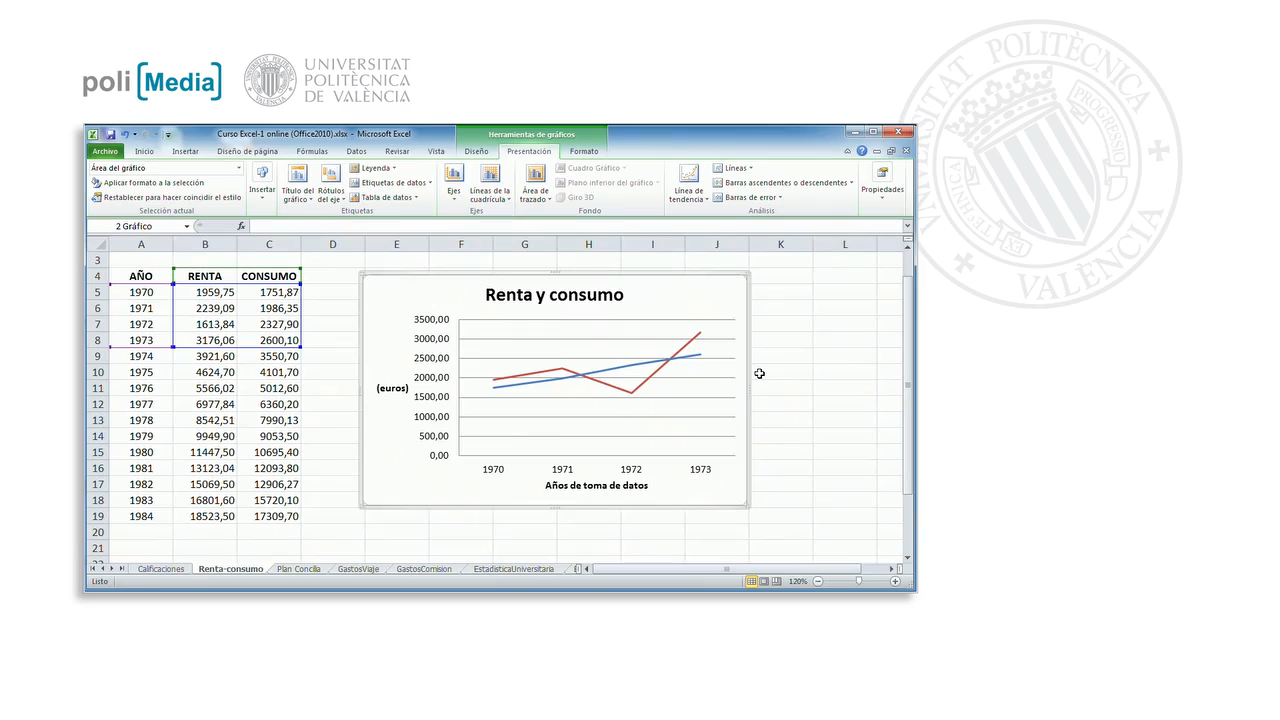 poli [Media]
UNIVERSITAT
POLITÈCNICA
DE VALÈNCIA
UNIVERSITAT POLITÈCNICA
VALÈNCIA
PROGRESSIO
Curso Excel-1 online (Office2010).xlsx - Microsoft Excel
Herramientas de gráficos
Archivo Inicio Insertar Diseño de página Fórmulas Datos Revisar Vista Diseño Presentación Formato
Área del gráfico
Aplicar formato a la selección
Restablecer para hacer coincidir el estilo
Selección actual
Insertar
Título del gráfico
Rótulos del eje
Leyenda
Etiquetas de datos
Tabla de datos
Etiquetas
Ejes
Líneas de la cuadrícula
Ejes
Área de trazado
Cuadro Gráfico
Plano inferior del gráfico
Giro 3D
Fondo
Línea de tendencia
Líneas
Barras ascendentes o descendentes
Barras de error
Análisis
Propiedades
2 Gráfico fx
A B C D E F G H I J K L
3
4 AÑO RENTA CONSUMO
5 1970 1959,75 1751,87
6 1971 2239,09 1986,35
7 1972 1613,84 2327,90
8 1973 3176,06 2600,10
9 1974 3921,60 3550,70
10 1975 4624,70 4101,70
11 1976 5566,02 5012,60
12 1977 6977,84 6360,20
13 1978 8542,51 7990,13
14 1979 9949,90 9053,50
15 1980 11447,50 10695,40
16 1981 13123,04 12093,80
17 1982 15069,50 12906,27
18 1983 16801,60 15720,10
19 1984 18523,50 17309,70
20
21
Renta y consumo
3500,00
3000,00
2500,00
2000,00
(euros)
1500,00
1000,00
500,00
0,00
1970 1971 1972 1973
Años de toma de datos
Calificaciones Renta-consumo Plan Concilia GastosViaje GastosComision EstadisticaUniversitaria
Listo 120%